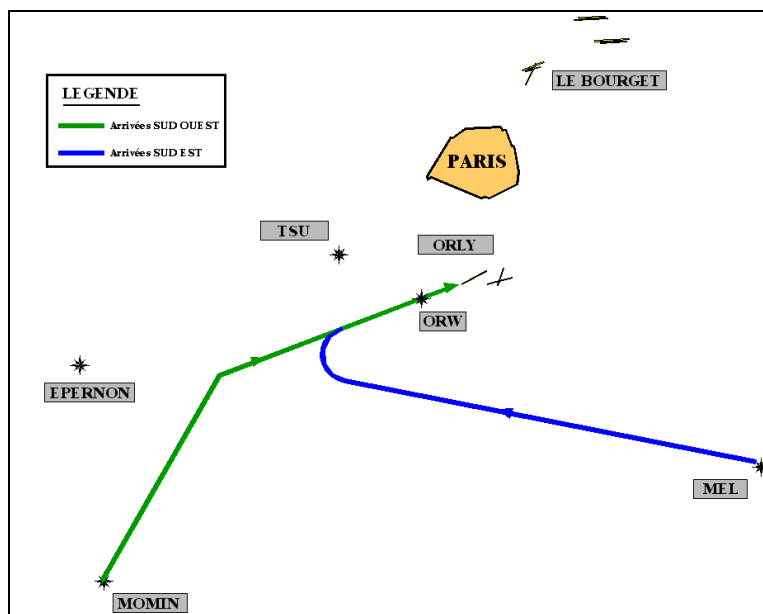 LE BOURGET
LEGENDE
Arrivées SUD OUEST
Arrivées SUD EST
PARIS
TSU
ORLY
ORW
EPERNON
MEL
MOMIN